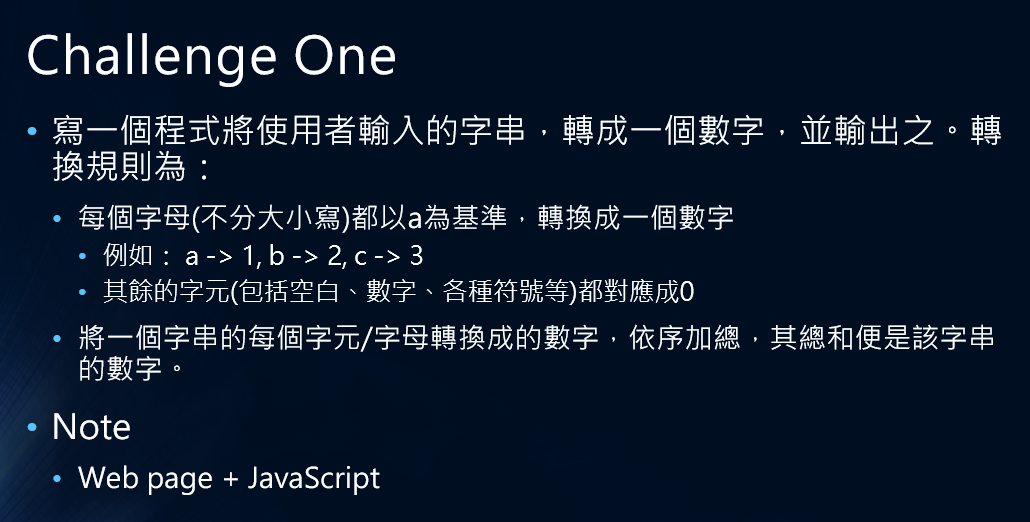 Challenge One
• 寫一個程式將使用者輸入的字串，轉成一個數字，並輸出之。轉
換規則為：
• 每個字母(不分大小寫)都以a為基準，轉換成一個數字
• 例如： a -> 1, b -> 2, c -> 3
• 其餘的字元(包括空白、數字、各種符號等)都對應成0
• 將一個字串的每個字元/字母轉換成的數字，依序加總，其總和便是該字串
的數字。
• Note
• Web page + JavaScript